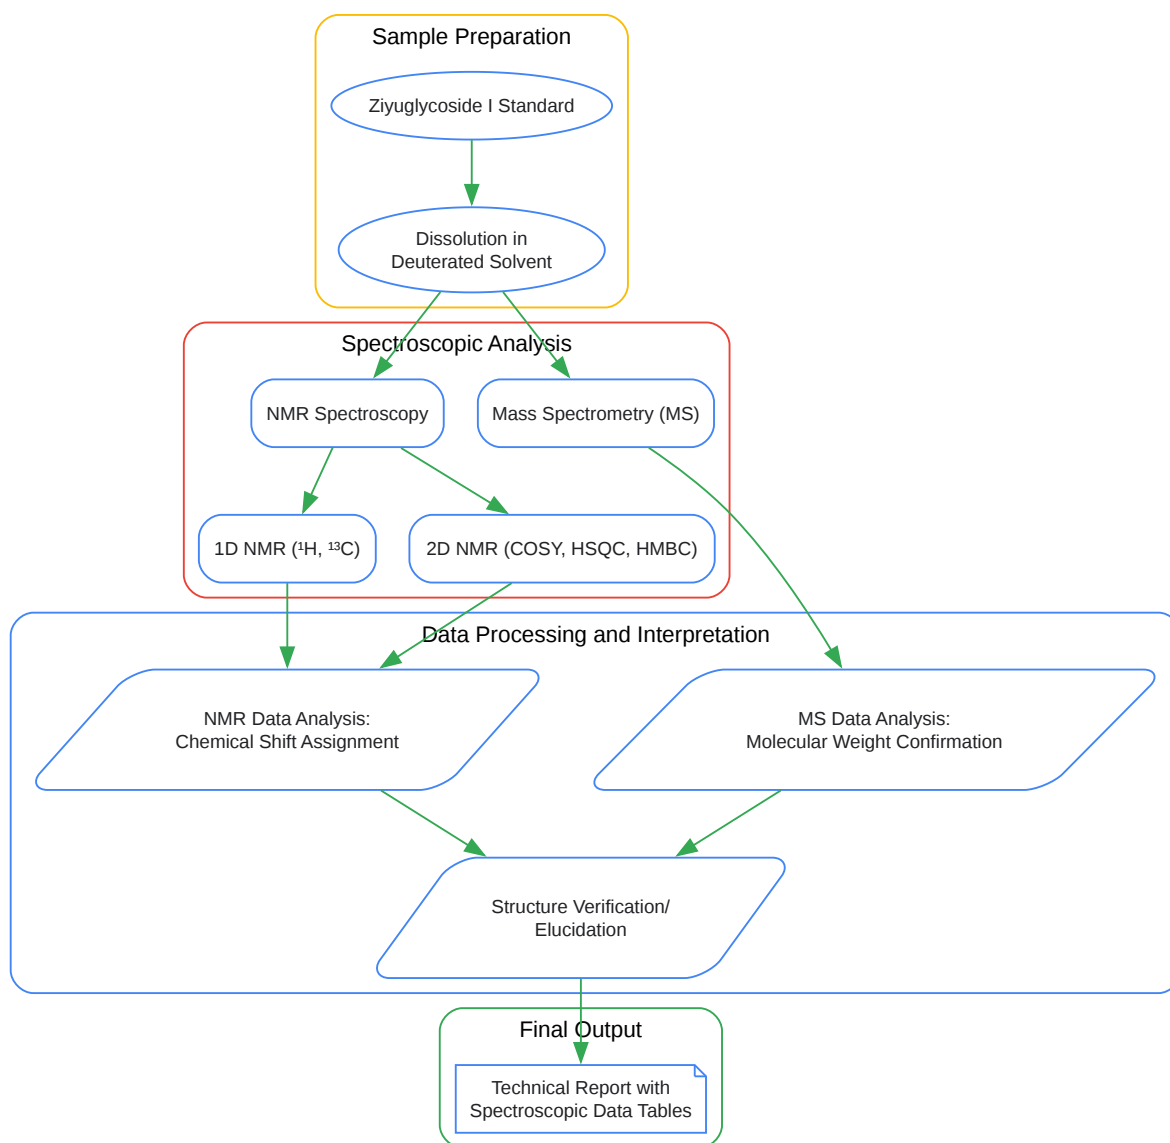 Sample Preparation
Ziyuglycoside I Standard
Dissolution in
Deuterated Solvent
Spectroscopic Analysis
NMR Spectroscopy
Mass Spectrometry (MS)
1D NMR (¹H, ¹³C)
2D NMR (COSY, HSQC, HMBC)
Data Processing and Interpretation
NMR Data Analysis:
Chemical Shift Assignment
MS Data Analysis:
Molecular Weight Confirmation
Structure Verification/
Elucidation
Final Output
Technical Report with
Spectroscopic Data Tables